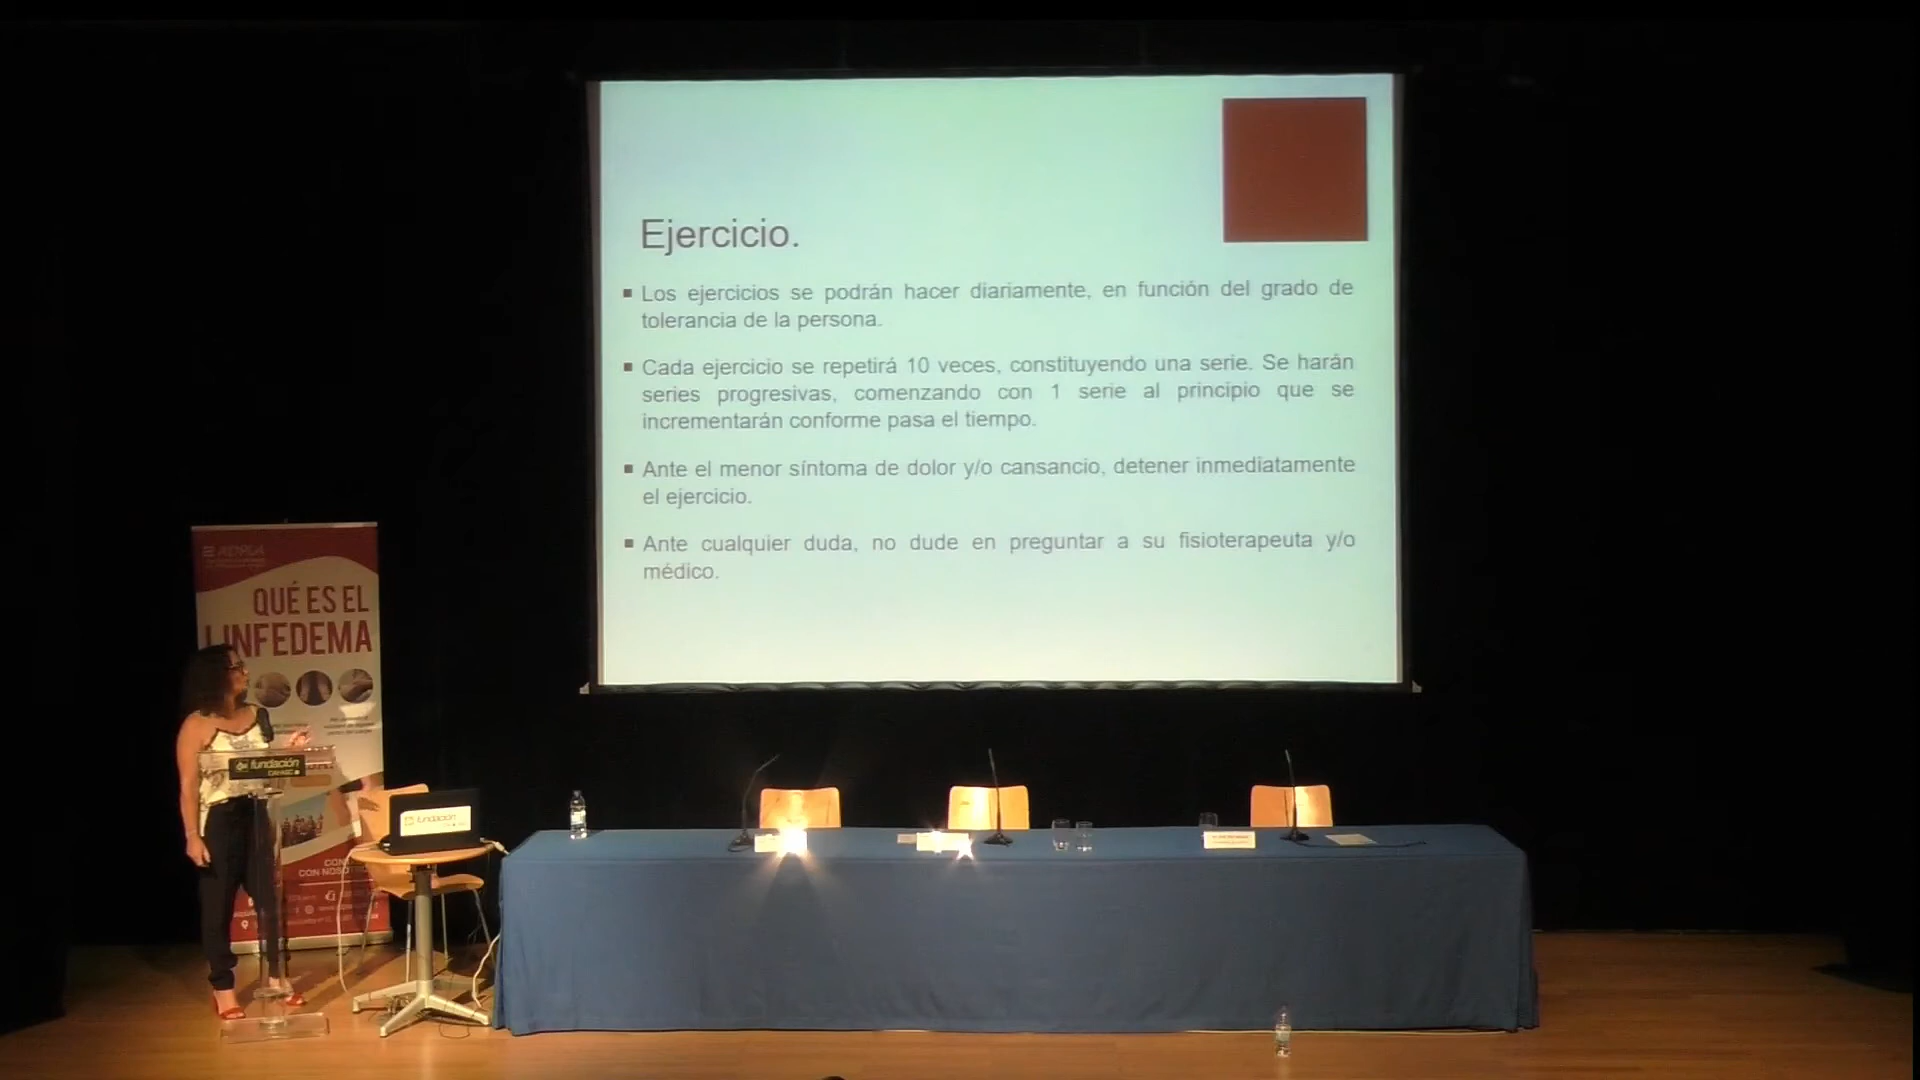 Ejercicio.
Los ejercicios se podrán hacer diariamente, en función del grado de
tolerancia de la persona.
Cada ejercicio se repetirá 10 veces, constituyendo una serie. Se harán
series progresivas, comenzando con 1 serie al principio que se
incrementarán conforme pasa el tiempo.
Ante el menor síntoma de dolor y/o cansancio, detener inmediatamente
el ejercicio.
Ante cualquier duda, no dude en preguntar a su fisioterapeuta y/o
médico.
QUÉ ES EL
LINFEDEMA
fundación
fundación
CON NOSO